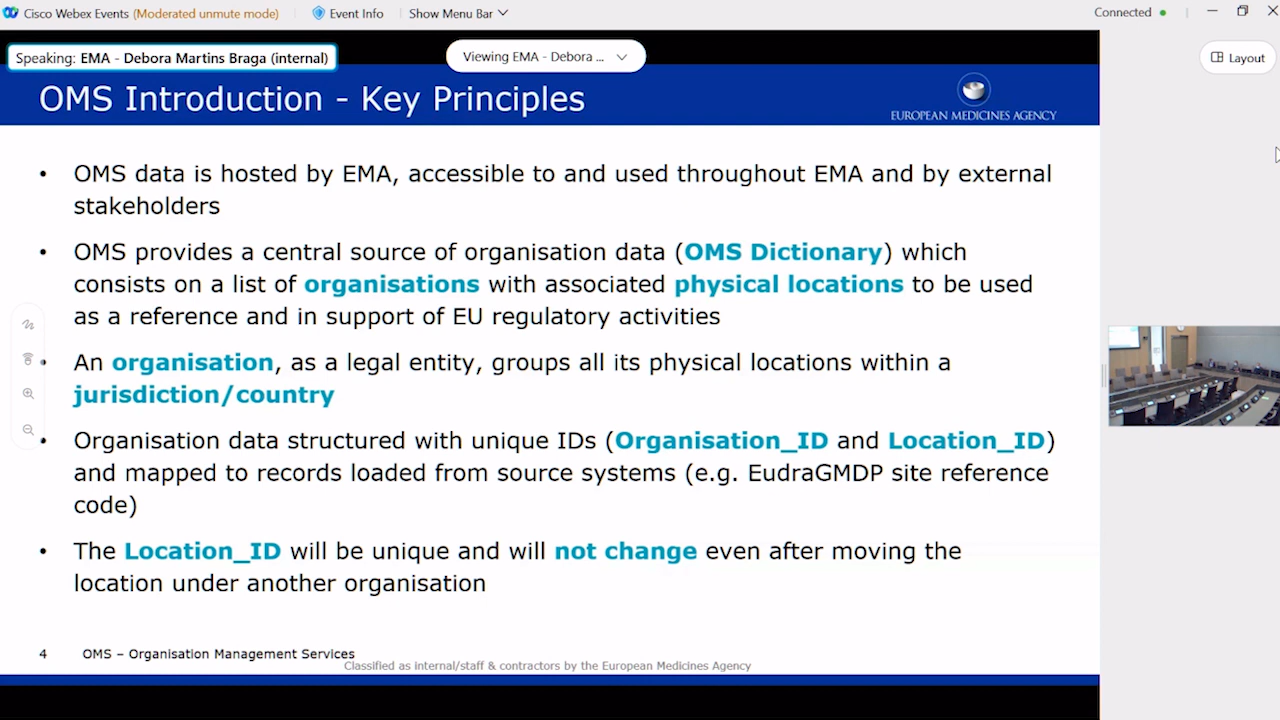 Cisco Webex Events (Moderated unmute mode) Event Info Show Menu Bar Connected
Speaking: EMA - Debora Martins Braga (internal)
Viewing EMA - Debora ...
Layout
OMS Introduction - Key Principles
EUROPEAN MEDICINES AGENCY
• OMS data is hosted by EMA, accessible to and used throughout EMA and by external
stakeholders
• OMS provides a central source of organisation data (OMS Dictionary) which
consists on a list of organisations with associated physical locations to be used
as a reference and in support of EU regulatory activities
• An organisation, as a legal entity, groups all its physical locations within a
jurisdiction/country
• Organisation data structured with unique IDs (Organisation_ID and Location_ID)
and mapped to records loaded from source systems (e.g. EudraGMDP site reference
code)
• The Location_ID will be unique and will not change even after moving the
location under another organisation
4 OMS – Organisation Management Services
Classified as internal/staff & contractors by the European Medicines Agency